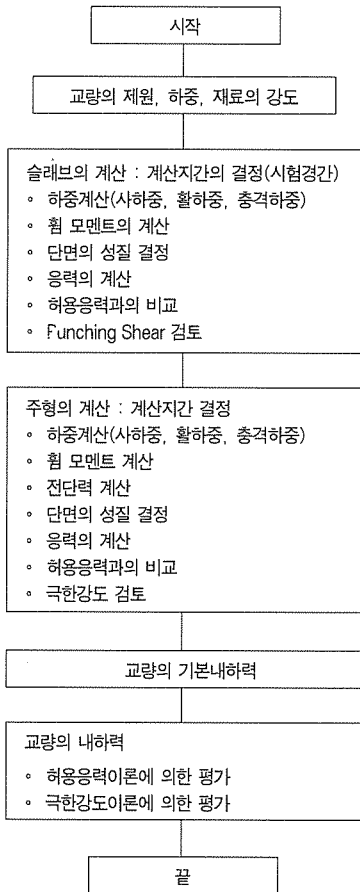 시작
교량의 제원, 하중, 재료의 강도
슬래브의 계산 : 계산지간의 결정(시험경간)
∘ 하중계산(사하중, 활하중, 충격하중)
∘ 휨 모멘트의 계산
∘ 단면의 성질 결정
∘ 응력의 계산
∘ 허용응력과의 비교
∘ Punching Shear 검토
주형의 계산 : 계산지간 결정
∘ 하중계산(사하중, 활하중, 충격하중)
∘ 휨 모멘트 계산
∘ 전단력 계산
∘ 단면의 성질 결정
∘ 응력의 계산
∘ 허용응력과의 비교
∘ 극한강도 검토
교량의 기본내하력
교량의 내하력
∘ 허용응력이론에 의한 평가
∘ 극한강도이론에 의한 평가
끝